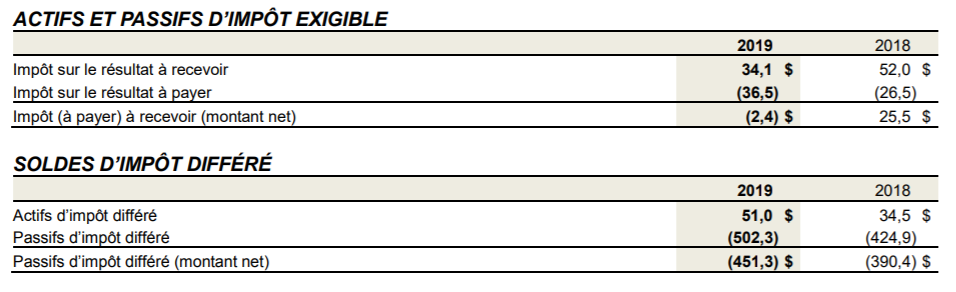 ACTIFS ET PASSIFS D’IMPÔT EXIGIBLE
2019 2018
Impôt sur le résultat à recevoir 34,1 $ 52,0 $
Impôt sur le résultat à payer (36,5) (26,5)
Impôt (à payer) à recevoir (montant net) (2,4) $ 25,5 $
SOLDES D’IMPÔT DIFFÉRÉ
2019 2018
Actifs d’impôt différé 51,0 $ 34,5 $
Passifs d’impôt différé (502,3) (424,9)
Passifs d’impôt différé (montant net) (451,3) $ (390,4) $